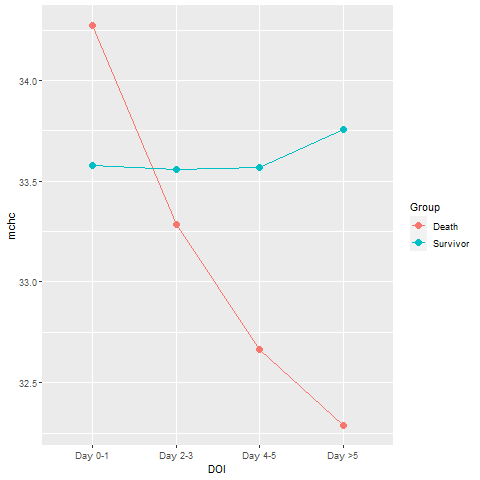 mchc
34.0
33.5
33.0
32.5
Day 0-1
Day 2-3
Day 4-5
Day >5
DOI
Group
Death
Survivor